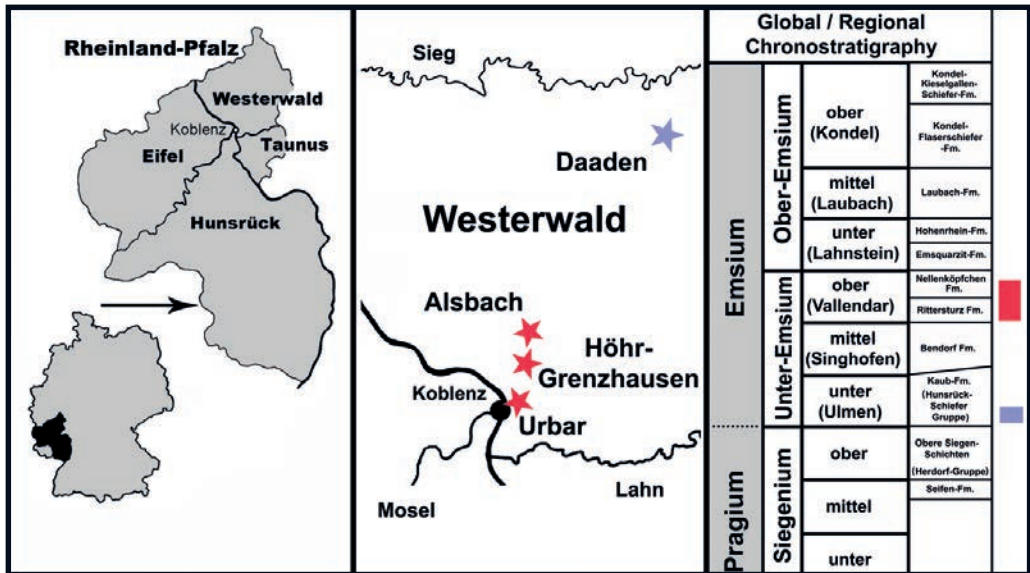 Rheinland-Pfalz
Westerwald
Koblenz
Taunus
Eifel
Hunsrück
Sieg
Daaden
Westerwald
Alsbach
Höhr-
Grenzhausen
Koblenz
Urbar
Mosel
Lahn
Global / Regional
Chronostratigraphy
Emsium
Pragium
Ober-Emsium
Unter-Emsium
Siegenium
ober
(Kondel)
Kondel-
Kieselgallen-
Schiefer-Fm.
Kondel-
Flaserschiefer
-Fm.
mittel
(Laubach)
Laubach-Fm.
unter
(Lahnstein)
Hohenrhein-Fm.
Emsquarzit-Fm.
ober
(Vallendar)
Nellenköpfchen
Fm.
Rittersturz Fm.
mittel
(Singhofen)
Bendorf Fm.
unter
(Ulmen)
Kaub-Fm.
(Hunsrück-
Schiefer
Gruppe)
ober
Obere Siegen-
Schichten
(Herdorf-Gruppe)
Seifen-Fm.
mittel
unter